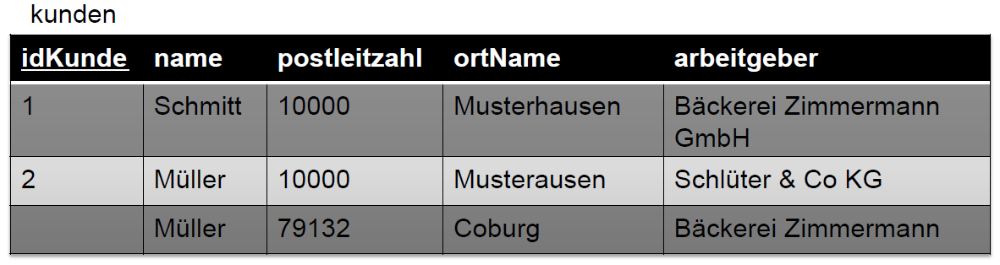 kunden
idKunde name postleitzahl ortName arbeitgeber
1 Schmitt 10000 Musterhausen Bäckerei Zimmermann
GmbH
2 Müller 10000 Musterausen Schlüter & Co KG
Müller 79132 Coburg Bäckerei Zimmermann